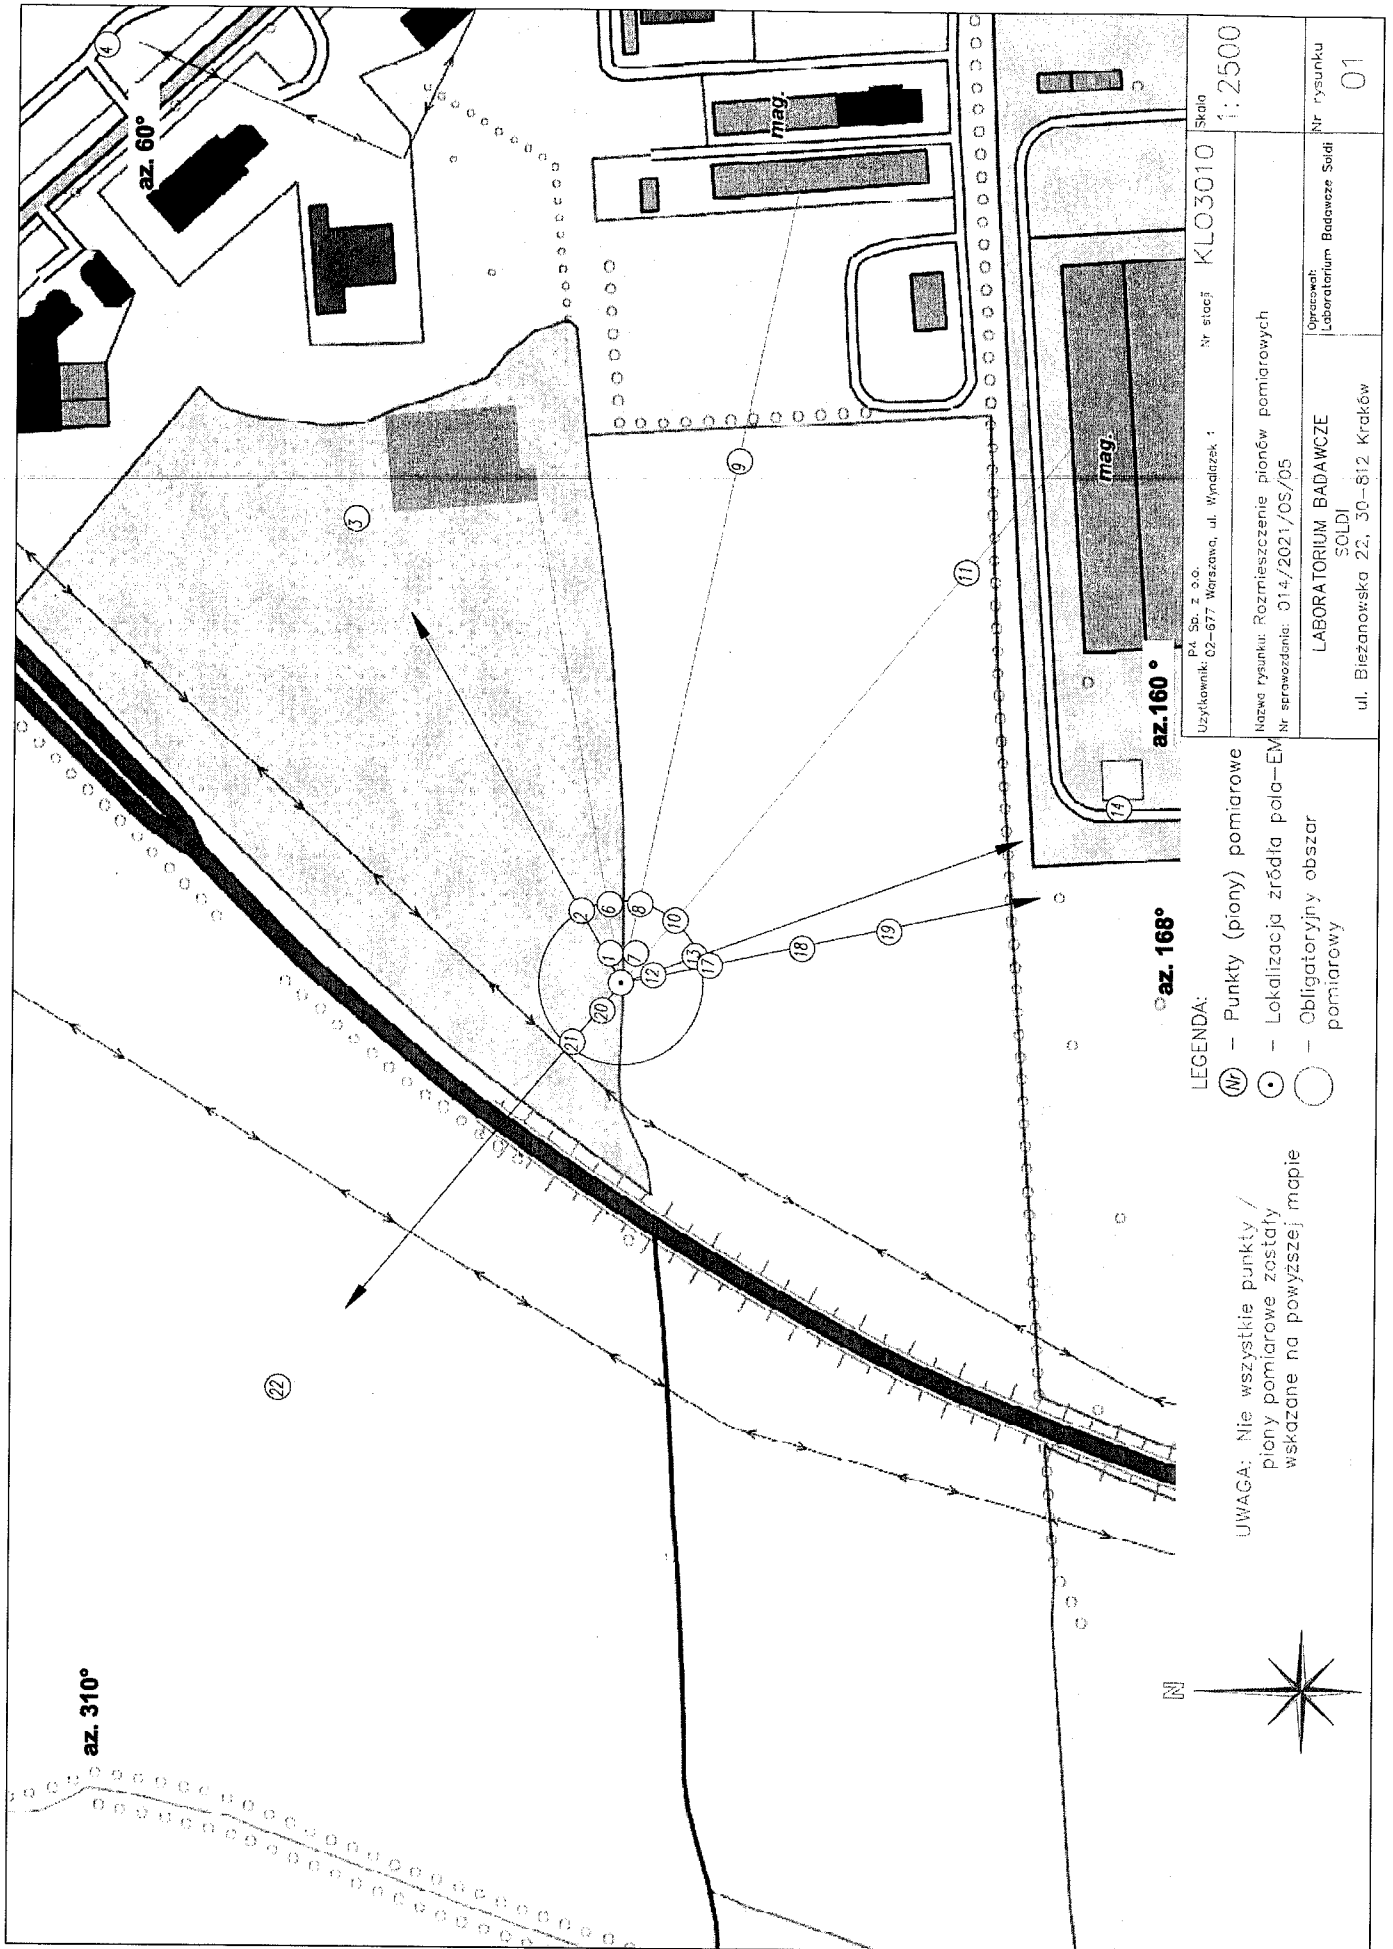 az. 310°
az. 60°
az.160 °
az. 168°
mag.
mag.
4
3
22
9
11
14
2
6
8
10
1
7
12
13
17
18
19
20
21
N
UWAGA: Nie wszystkie punkty /
piony pomiarowe zostały
wskazane na powyższej mapie
LEGENDA:
Nr – Punkty (piony) pomiarowe
– Lokalizacja źródła pola–EM
– Obligatoryjny obszar
pomiarowy
Użytkownik: P4 Sp. z o.o.
02–677 Warszawa, ul. Wynalazek 1
Nr stacji KLO3010
Skala 1:2500
Nazwa rysunku: Rozmieszczenie pionów pomiarowych
Nr sprawozdania: 014/2021/OS/05
LABORATORIUM BADAWCZE
SOLDI
ul. Bieżanowska 22, 30–812 Kraków
Opracował:
Laboratorium Badawcze Soldi
Nr rysunku
01